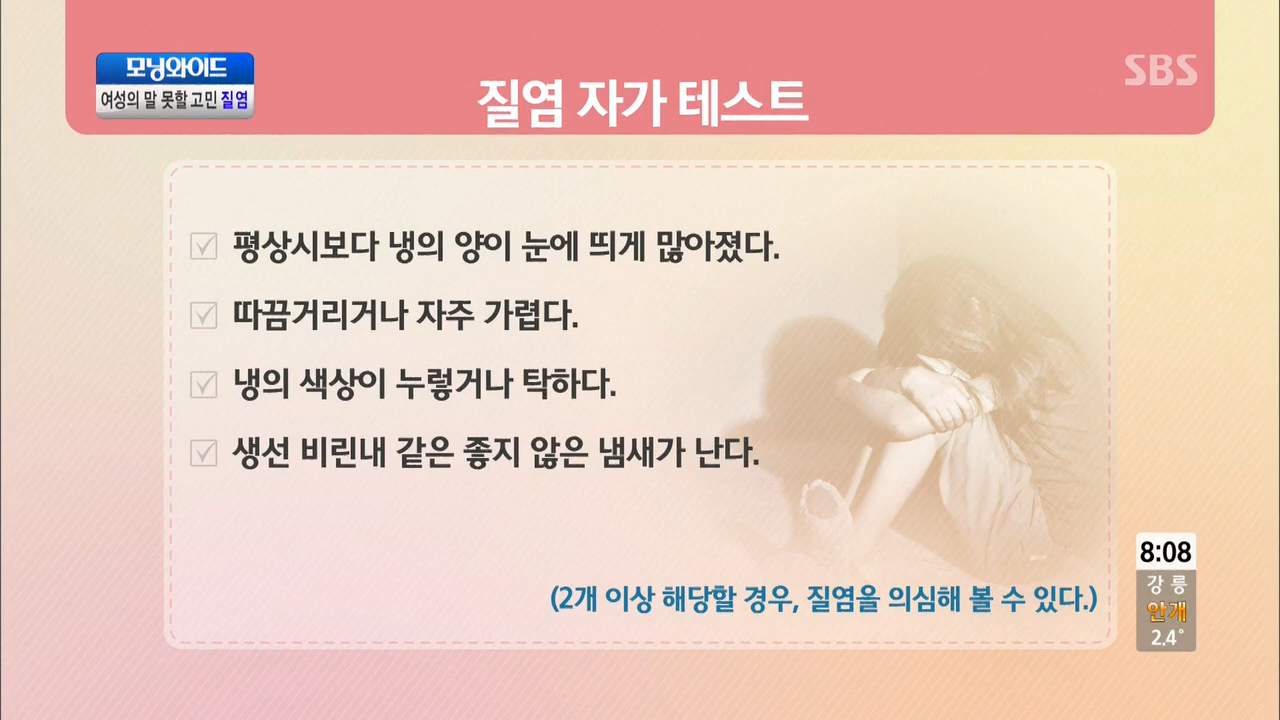 모닝와이드
여성의 말 못할 고민 질염
SBS
질염 자가 테스트
평상시보다 냉의 양이 눈에 띄게 많아졌다.
따끔거리거나 자주 가렵다.
냉의 색상이 누렇거나 탁하다.
생선 비린내 같은 좋지 않은 냄새가 난다.
(2개 이상 해당할 경우, 질염을 의심해 볼 수 있다.)
8:08
강릉
안개
2.4°